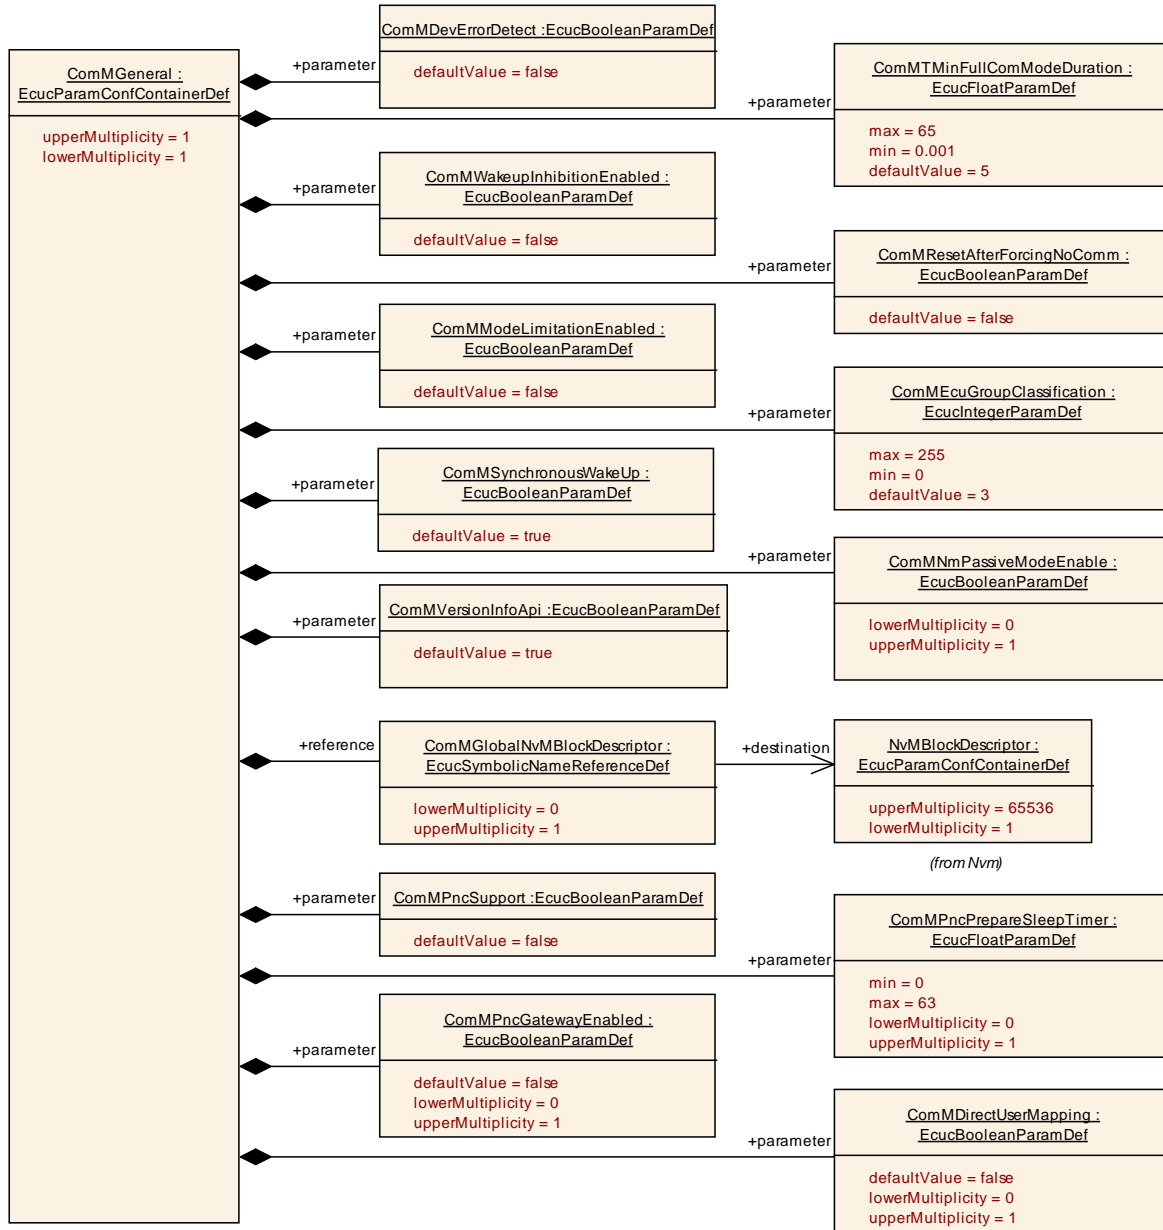 ComMGeneral :
EcucParamConfContainerDef
upperMultiplicity = 1
lowerMultiplicity = 1
+parameter
ComMDevErrorDetect :EcucBooleanParamDef
defaultValue = false
+parameter
ComMTMinFullComModeDuration :
EcucFloatParamDef
max = 65
min = 0.001
defaultValue = 5
+parameter
ComMWakeupInhibitionEnabled :
EcucBooleanParamDef
defaultValue = false
+parameter
ComMResetAfterForcingNoComm :
EcucBooleanParamDef
defaultValue = false
+parameter
ComMModeLimitationEnabled :
EcucBooleanParamDef
defaultValue = false
+parameter
ComMEcuGroupClassification :
EcucIntegerParamDef
max = 255
min = 0
defaultValue = 3
+parameter
ComMSynchronousWakeUp :
EcucBooleanParamDef
defaultValue = true
+parameter
ComMNmPassiveModeEnable :
EcucBooleanParamDef
lowerMultiplicity = 0
upperMultiplicity = 1
+parameter
ComMVersionInfoApi :EcucBooleanParamDef
defaultValue = true
+reference
ComMGlobalNvMBlockDescriptor :
EcucSymbolicNameReferenceDef
lowerMultiplicity = 0
upperMultiplicity = 1
+destination
NvMBlockDescriptor :
EcucParamConfContainerDef
upperMultiplicity = 65536
lowerMultiplicity = 1
(from Nvm)
+parameter
ComMPncSupport :EcucBooleanParamDef
defaultValue = false
+parameter
ComMPncPrepareSleepTimer :
EcucFloatParamDef
min = 0
max = 63
lowerMultiplicity = 0
upperMultiplicity = 1
+parameter
ComMPncGatewayEnabled :
EcucBooleanParamDef
defaultValue = false
lowerMultiplicity = 0
upperMultiplicity = 1
+parameter
ComMDirectUserMapping :
EcucBooleanParamDef
defaultValue = false
lowerMultiplicity = 0
upperMultiplicity = 1